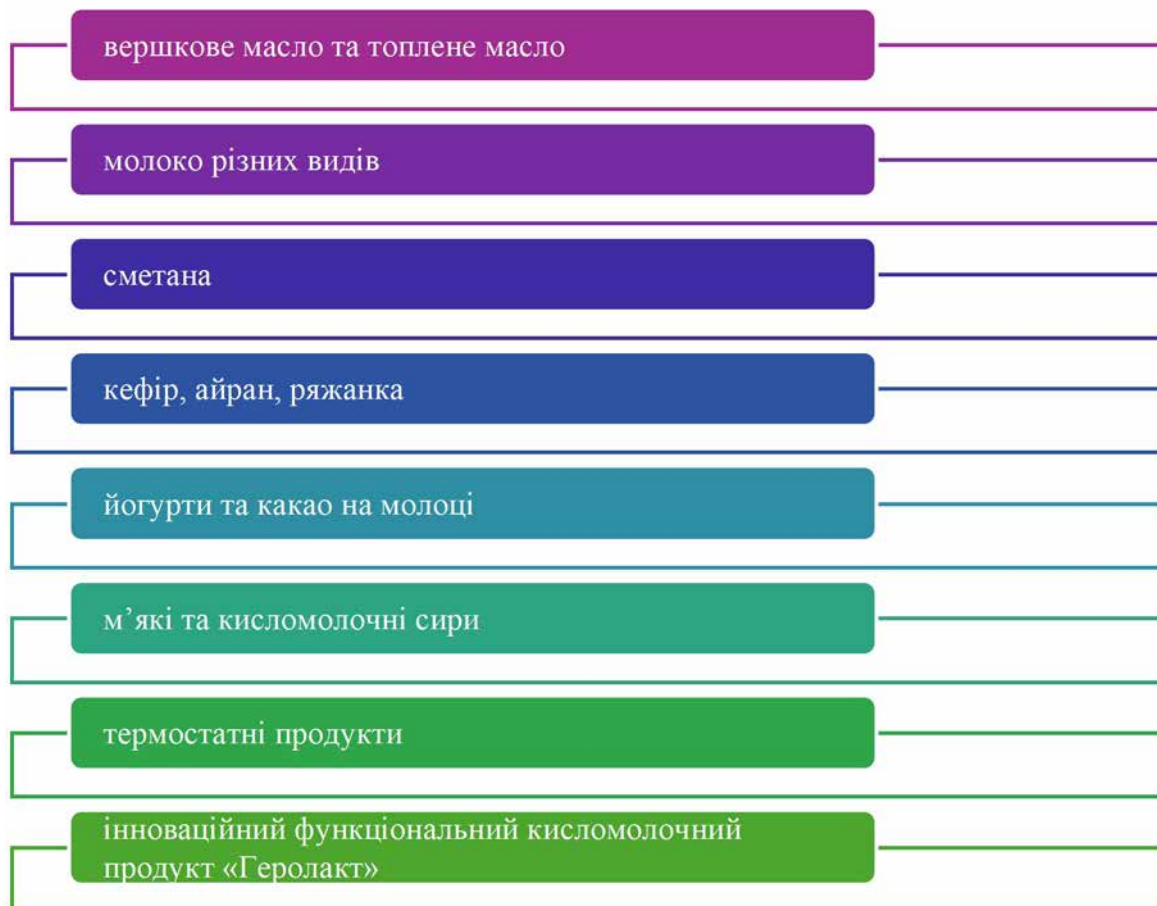 вершкове масло та топлене масло
молоко різних видів
сметана
кефір, айран, ряжанка
йогурти та какао на молоці
м’які та кисломолочні сири
термостатні продукти
інноваційний функціональний кисломолочний
продукт «Геролакт»